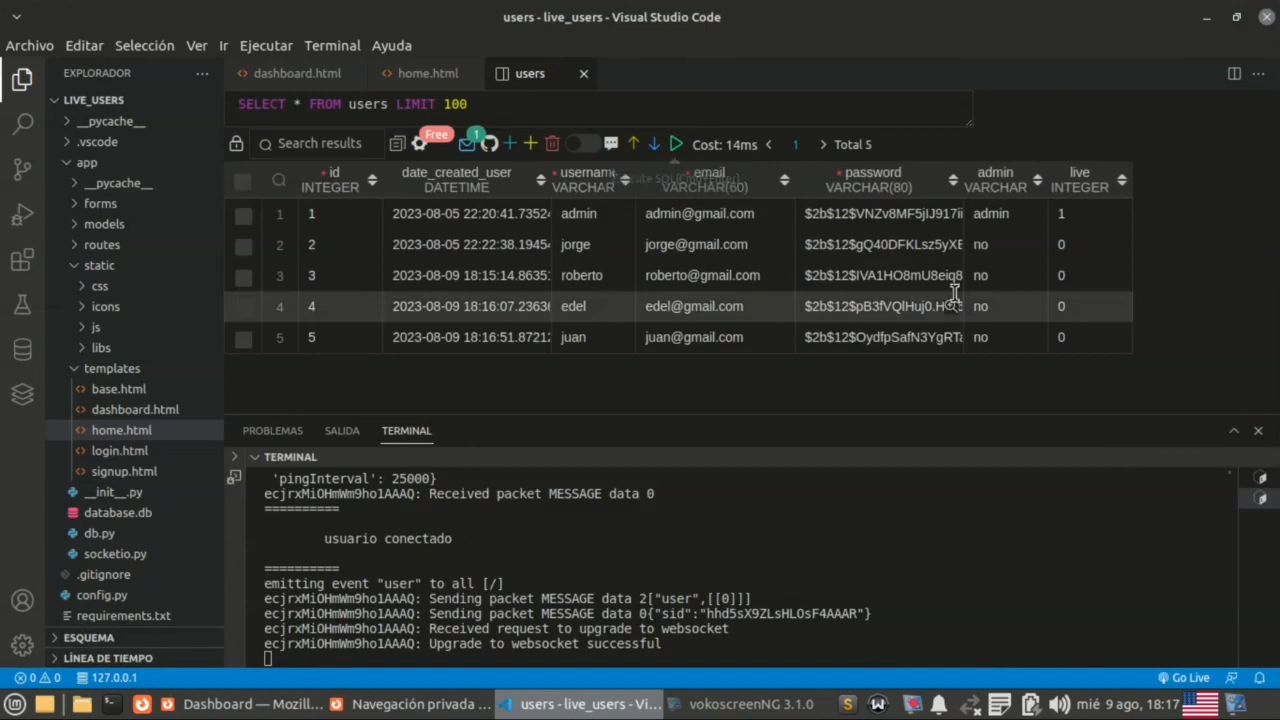 users - live_users - Visual Studio Code
Archivo Editar Selección Ver Ir Ejecutar Terminal Ayuda
EXPLORADOR
LIVE_USERS
__pycache__
.vscode
app
__pycache__
forms
models
routes
static
css
icons
js
libs
templates
base.html
dashboard.html
home.html
login.html
signup.html
__init__.py
database.db
db.py
socketio.py
.gitignore
config.py
requirements.txt
ESQUEMA
LÍNEA DE TIEMPO
dashboard.html home.html users
SELECT * FROM users LIMIT 100
Search results Free 1 Cost: 14ms 1 Total 5
* id * date_created_user * username * email * password admin live
INTEGER DATETIME VARCHAR VARCHAR(60) VARCHAR(80) VARCHAR INTEGER
1 1 2023-08-05 22:20:41.73524 admin admin@gmail.com $2b$12$VNZv8MF5jIJ917ii admin 1
2 2 2023-08-05 22:22:38.19454 jorge jorge@gmail.com $2b$12$gQ40DFKLsz5yXE no 0
3 3 2023-08-09 18:15:14.86351 roberto roberto@gmail.com $2b$12$IVA1HO8mU8eiq8 no 0
4 4 2023-08-09 18:16:07.23630 edel edel@gmail.com $2b$12$pB3fVQlHuj0.H no 0
5 5 2023-08-09 18:16:51.87212 juan juan@gmail.com $2b$12$OydfpSafN3YgRTa no 0
PROBLEMAS SALIDA TERMINAL
TERMINAL
'pingInterval': 25000}
ecjrxMiOHmWm9ho1AAAQ: Received packet MESSAGE data 0
==========
usuario conectado
==========
emitting event "user" to all [/]
ecjrxMiOHmWm9ho1AAAQ: Sending packet MESSAGE data 2["user",[[0]]]
ecjrxMiOHmWm9ho1AAAQ: Sending packet MESSAGE data 0{"sid":"hhd5sX9ZLsHLOsF4AAAR"}
ecjrxMiOHmWm9ho1AAAQ: Received request to upgrade to websocket
ecjrxMiOHmWm9ho1AAAQ: Upgrade to websocket successful
0 0 127.0.0.1 Go Live
Dashboard — Mozill... Navegación privada ... users - live_users - Vi... vokoscreenNG 3.1.0 mié 9 ago, 18:17